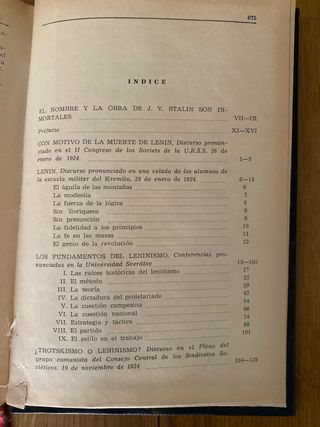 675
INDICE
EL NOMBRE Y LA OBRA DE J. V. STALIN SON IN-
MORTALES VII—IX
Prefacio XI—XVI
CON MOTIVO DE LA MUERTE DE LENIN. Discurso pronun-
ciado en el II Congreso de los Soviets de la U.R.S.S. 26 de
enero de 1924 1—5
LENIN. Discurso pronunciado en una velada de los alumnos de
la escuela militar del Kremlin. 28 de enero de 1924. 6—14
El águila de las montañas 6
La modestia 7
La fuerza de la lógica 8
Sin lloriqueos 9
Sin presunción 9
La fidelidad a los principios 10
La fe en las masas 11
El genio de la revolución 12
LOS FUNDAMENTOS DEL LENINISMO. Conferencias pro-
nunciadas en la Universidad Sverdlov 15—103
I. Las raíces históricas del leninismo 17
II. El método 23
III. La teoría 29
IV. La dictadura del proletariado 43
V. La cuestión campesina 54
VI. La cuestión nacional 66
VII. Estrategia y táctica 74
VIII. El partido 88
IX. El estilo en el trabajo 101
¿TROTSKISMO O LENINISMO? Discurso en el Pleno del
grupo comunista del Consejo Central de los Sindicatos So-
viéticos. 19 de noviembre de 1924 104—125